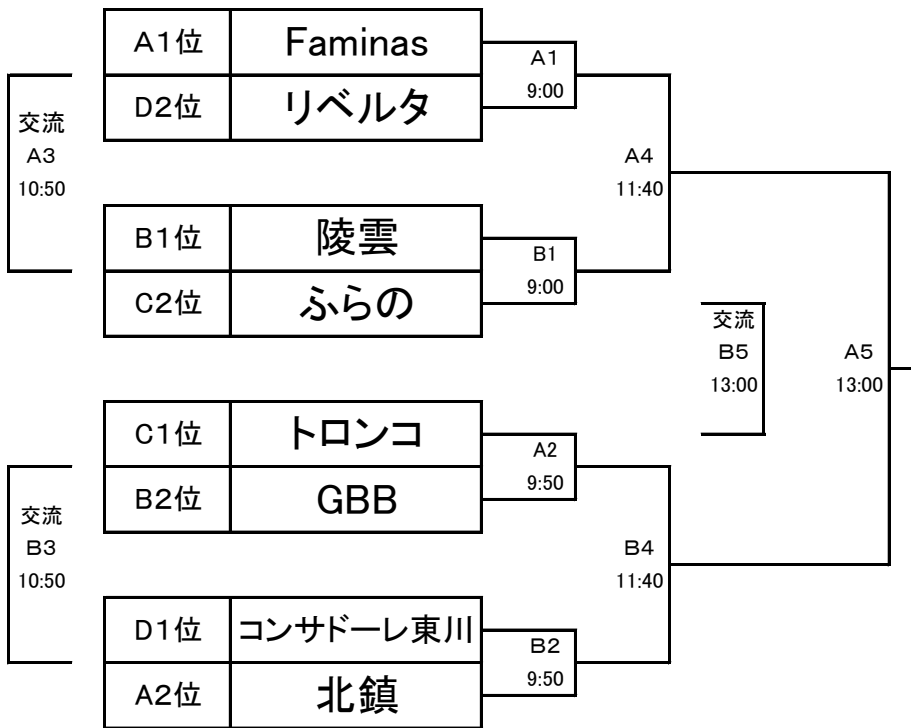 A1位 Faminas
A1
9:00
D2位 リベルタ
交流
A3
10:50
A4
11:40
B1位 陵雲
B1
9:00
C2位 ふらの
交流
B5
13:00
A5
13:00
C1位 トロンコ
A2
9:50
B2位 GBB
交流
B3
10:50
B4
11:40
D1位 コンサドーレ東川
B2
9:50
A2位 北鎮